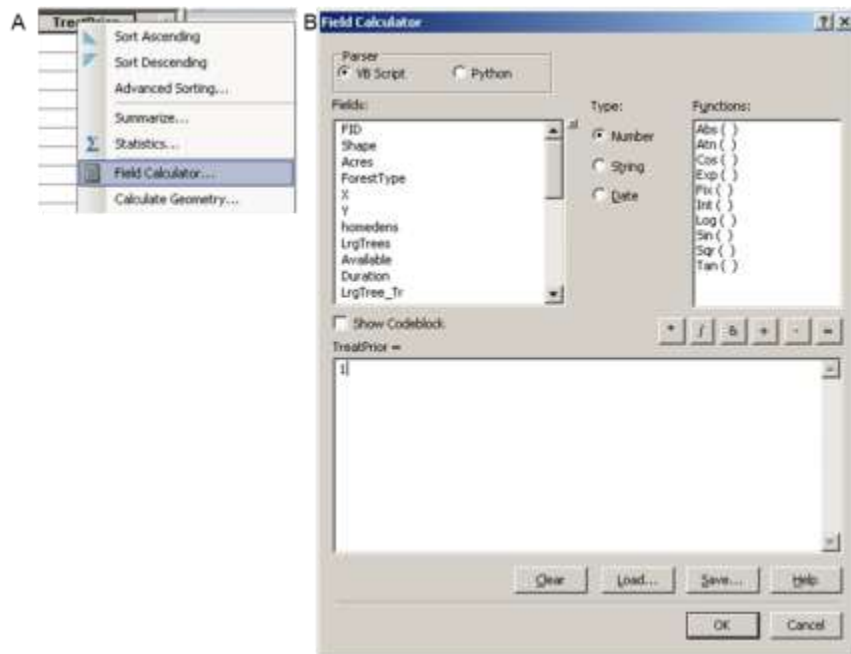 A
TreatPrior
Sort Ascending
Sort Descending
Advanced Sorting...
Summarize...
Statistics...
Field Calculator...
Calculate Geometry...
B
Field Calculator
Parser
VB Script
Python
Fields:
FID
Shape
Acres
ForestType
X
Y
homedens
LrgTrees
Available
Duration
LrgTree_Tr
Type:
Number
String
Date
Functions:
Abs ( )
Atn ( )
Cos ( )
Exp ( )
Fix ( )
Int ( )
Log ( )
Sin ( )
Sqr ( )
Tan ( )
Show Codeblock
* / & + - =
TreatPrior =
1
Clear
Load...
Save...
Help
OK
Cancel